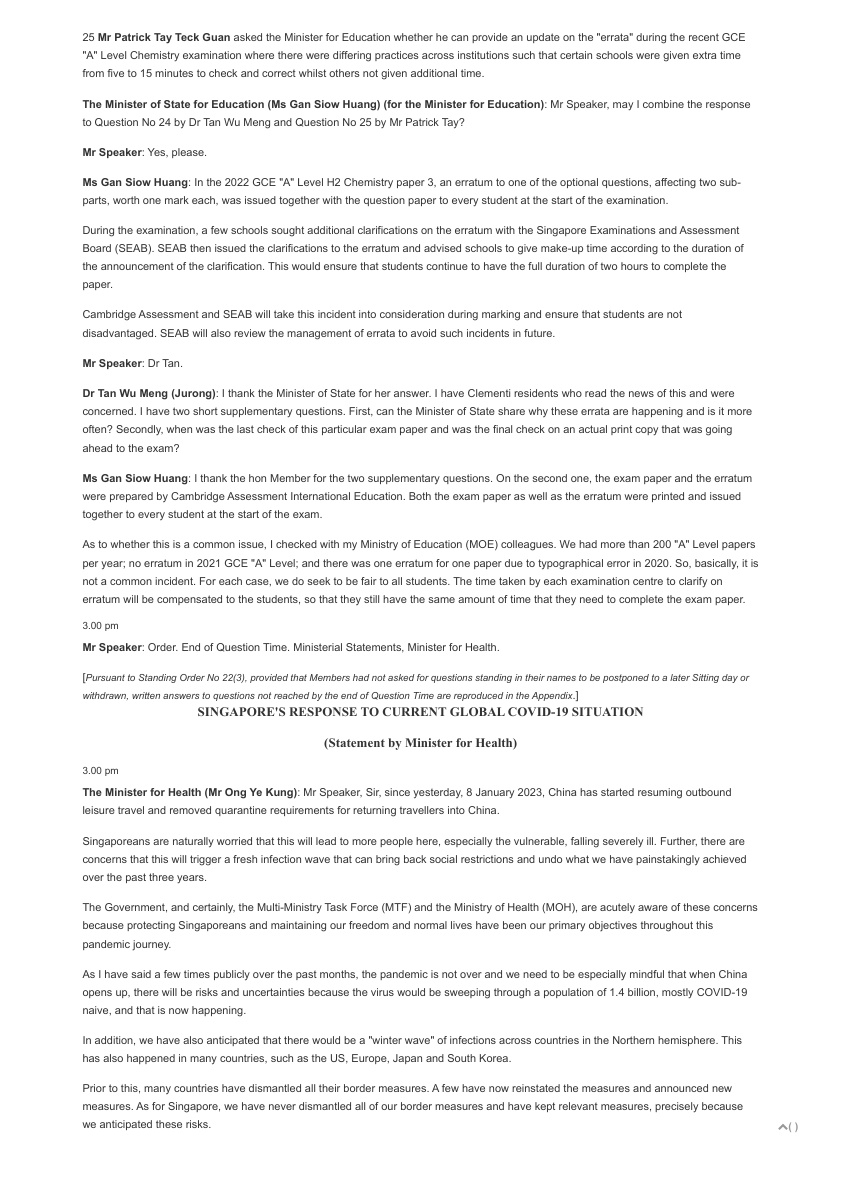 25 Mr Patrick Tay Teck Guan asked the Minister for Education whether he can provide an update on the "errata" during the recent GCE
"A" Level Chemistry examination where there were differing practices across institutions such that certain schools were given extra time
from five to 15 minutes to check and correct whilst others not given additional time.
The Minister of State for Education (Ms Gan Siow Huang) (for the Minister for Education): Mr Speaker, may I combine the response
to Question No 24 by Dr Tan Wu Meng and Question No 25 by Mr Patrick Tay?
Mr Speaker: Yes, please.
Ms Gan Siow Huang: In the 2022 GCE "A" Level H2 Chemistry paper 3, an erratum to one of the optional questions, affecting two sub-
parts, worth one mark each, was issued together with the question paper to every student at the start of the examination.
During the examination, a few schools sought additional clarifications on the erratum with the Singapore Examinations and Assessment
Board (SEAB). SEAB then issued the clarifications to the erratum and advised schools to give make-up time according to the duration of
the announcement of the clarification. This would ensure that students continue to have the full duration of two hours to complete the
paper.
Cambridge Assessment and SEAB will take this incident into consideration during marking and ensure that students are not
disadvantaged. SEAB will also review the management of errata to avoid such incidents in future.
Mr Speaker: Dr Tan.
Dr Tan Wu Meng (Jurong): I thank the Minister of State for her answer. I have Clementi residents who read the news of this and were
concerned. I have two short supplementary questions. First, can the Minister of State share why these errata are happening and is it more
often? Secondly, when was the last check of this particular exam paper and was the final check on an actual print copy that was going
ahead to the exam?
Ms Gan Siow Huang: I thank the hon Member for the two supplementary questions. On the second one, the exam paper and the erratum
were prepared by Cambridge Assessment International Education. Both the exam paper as well as the erratum were printed and issued
together to every student at the start of the exam.
As to whether this is a common issue, I checked with my Ministry of Education (MOE) colleagues. We had more than 200 "A" Level papers
per year; no erratum in 2021 GCE "A" Level; and there was one erratum for one paper due to typographical error in 2020. So, basically, it is
not a common incident. For each case, we do seek to be fair to all students. The time taken by each examination centre to clarify on
erratum will be compensated to the students, so that they still have the same amount of time that they need to complete the exam paper.
3.00 pm
Mr Speaker: Order. End of Question Time. Ministerial Statements, Minister for Health.
[Pursuant to Standing Order No 22(3), provided that Members had not asked for questions standing in their names to be postponed to a later Sitting day or
withdrawn, written answers to questions not reached by the end of Question Time are reproduced in the Appendix.]
SINGAPORE'S RESPONSE TO CURRENT GLOBAL COVID-19 SITUATION
(Statement by Minister for Health)
3.00 pm
The Minister for Health (Mr Ong Ye Kung): Mr Speaker, Sir, since yesterday, 8 January 2023, China has started resuming outbound
leisure travel and removed quarantine requirements for returning travellers into China.
Singaporeans are naturally worried that this will lead to more people here, especially the vulnerable, falling severely ill. Further, there are
concerns that this will trigger a fresh infection wave that can bring back social restrictions and undo what we have painstakingly achieved
over the past three years.
The Government, and certainly, the Multi-Ministry Task Force (MTF) and the Ministry of Health (MOH), are acutely aware of these concerns
because protecting Singaporeans and maintaining our freedom and normal lives have been our primary objectives throughout this
pandemic journey.
As I have said a few times publicly over the past months, the pandemic is not over and we need to be especially mindful that when China
opens up, there will be risks and uncertainties because the virus would be sweeping through a population of 1.4 billion, mostly COVID-19
naive, and that is now happening.
In addition, we have also anticipated that there would be a "winter wave" of infections across countries in the Northern hemisphere. This
has also happened in many countries, such as the US, Europe, Japan and South Korea.
Prior to this, many countries have dismantled all their border measures. A few have now reinstated the measures and announced new
measures. As for Singapore, we have never dismantled all of our border measures and have kept relevant measures, precisely because
we anticipated these risks.
( )